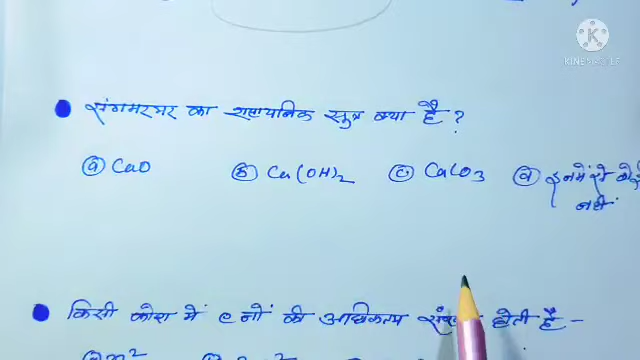 KINEMASTER
संगमरमर का रासायनिक सुत्र क्या है ?
ⓐ CaO ⓑ Ca(OH)₂ ⓒ CaCO₃ ⓓ इनमें से कोई
नहीं
किसी कोश में e नों की अधिकतम होती है -